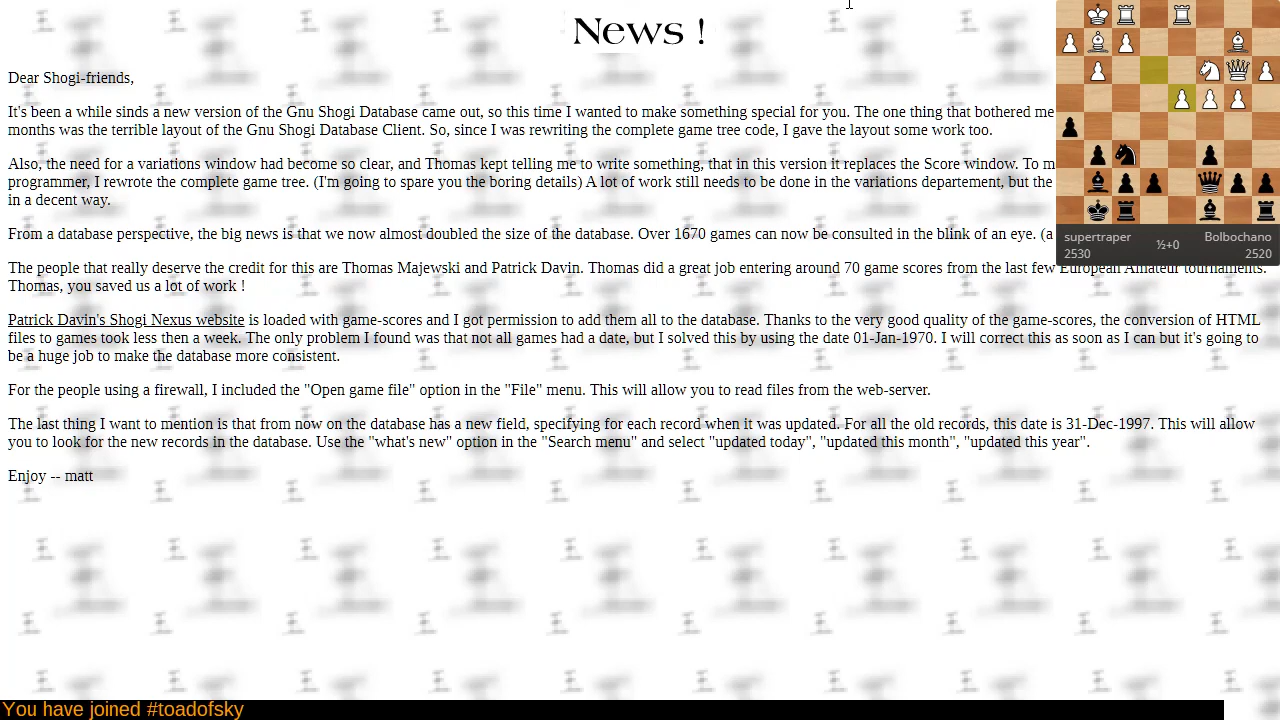 News !
Dear Shogi-friends,
It's been a while kinds a new version of the Gnu Shogi Database came out, so this time I wanted to make something special for you. The one thing that bothered me
months was the terrible layout of the Gnu Shogi Database Client. So, since I was rewriting the complete game tree code, I gave the layout some work too.
Also, the need for a variations window had become so clear, and Thomas kept telling me to write something, that in this version it replaces the Score window. To m
programmer, I rewrote the complete game tree. (I'm going to spare you the boring details) A lot of work still needs to be done in the variations departement, but the
in a decent way.
From a database perspective, the big news is that we now almost doubled the size of the database. Over 1670 games can now be consulted in the blink of an eye. (a
The people that really deserve the credit for this are Thomas Majewski and Patrick Davin. Thomas did a great job entering around 70 game scores from the last few European Amateur tournaments.
Thomas, you saved us a lot of work !
Patrick Davin's Shogi Nexus website is loaded with game-scores and I got permission to add them all to the database. Thanks to the very good quality of the game-scores, the conversion of HTML
files to games took less then a week. The only problem I found was that not all games had a date, but I solved this by using the date 01-Jan-1970. I will correct this as soon as I can but it's going to
be a huge job to make the database more consistent.
For the people using a firewall, I included the "Open game file" option in the "File" menu. This will allow you to read files from the web-server.
The last thing I want to mention is that from now on the database has a new field, specifying for each record when it was updated. For all the old records, this date is 31-Dec-1997. This will allow
you to look for the new records in the database. Use the "what's new" option in the "Search menu" and select "updated today", "updated this month", "updated this year".
Enjoy -- matt
supertraper ½+0 Bolbochano
2530 2520
You have joined #toadofsky